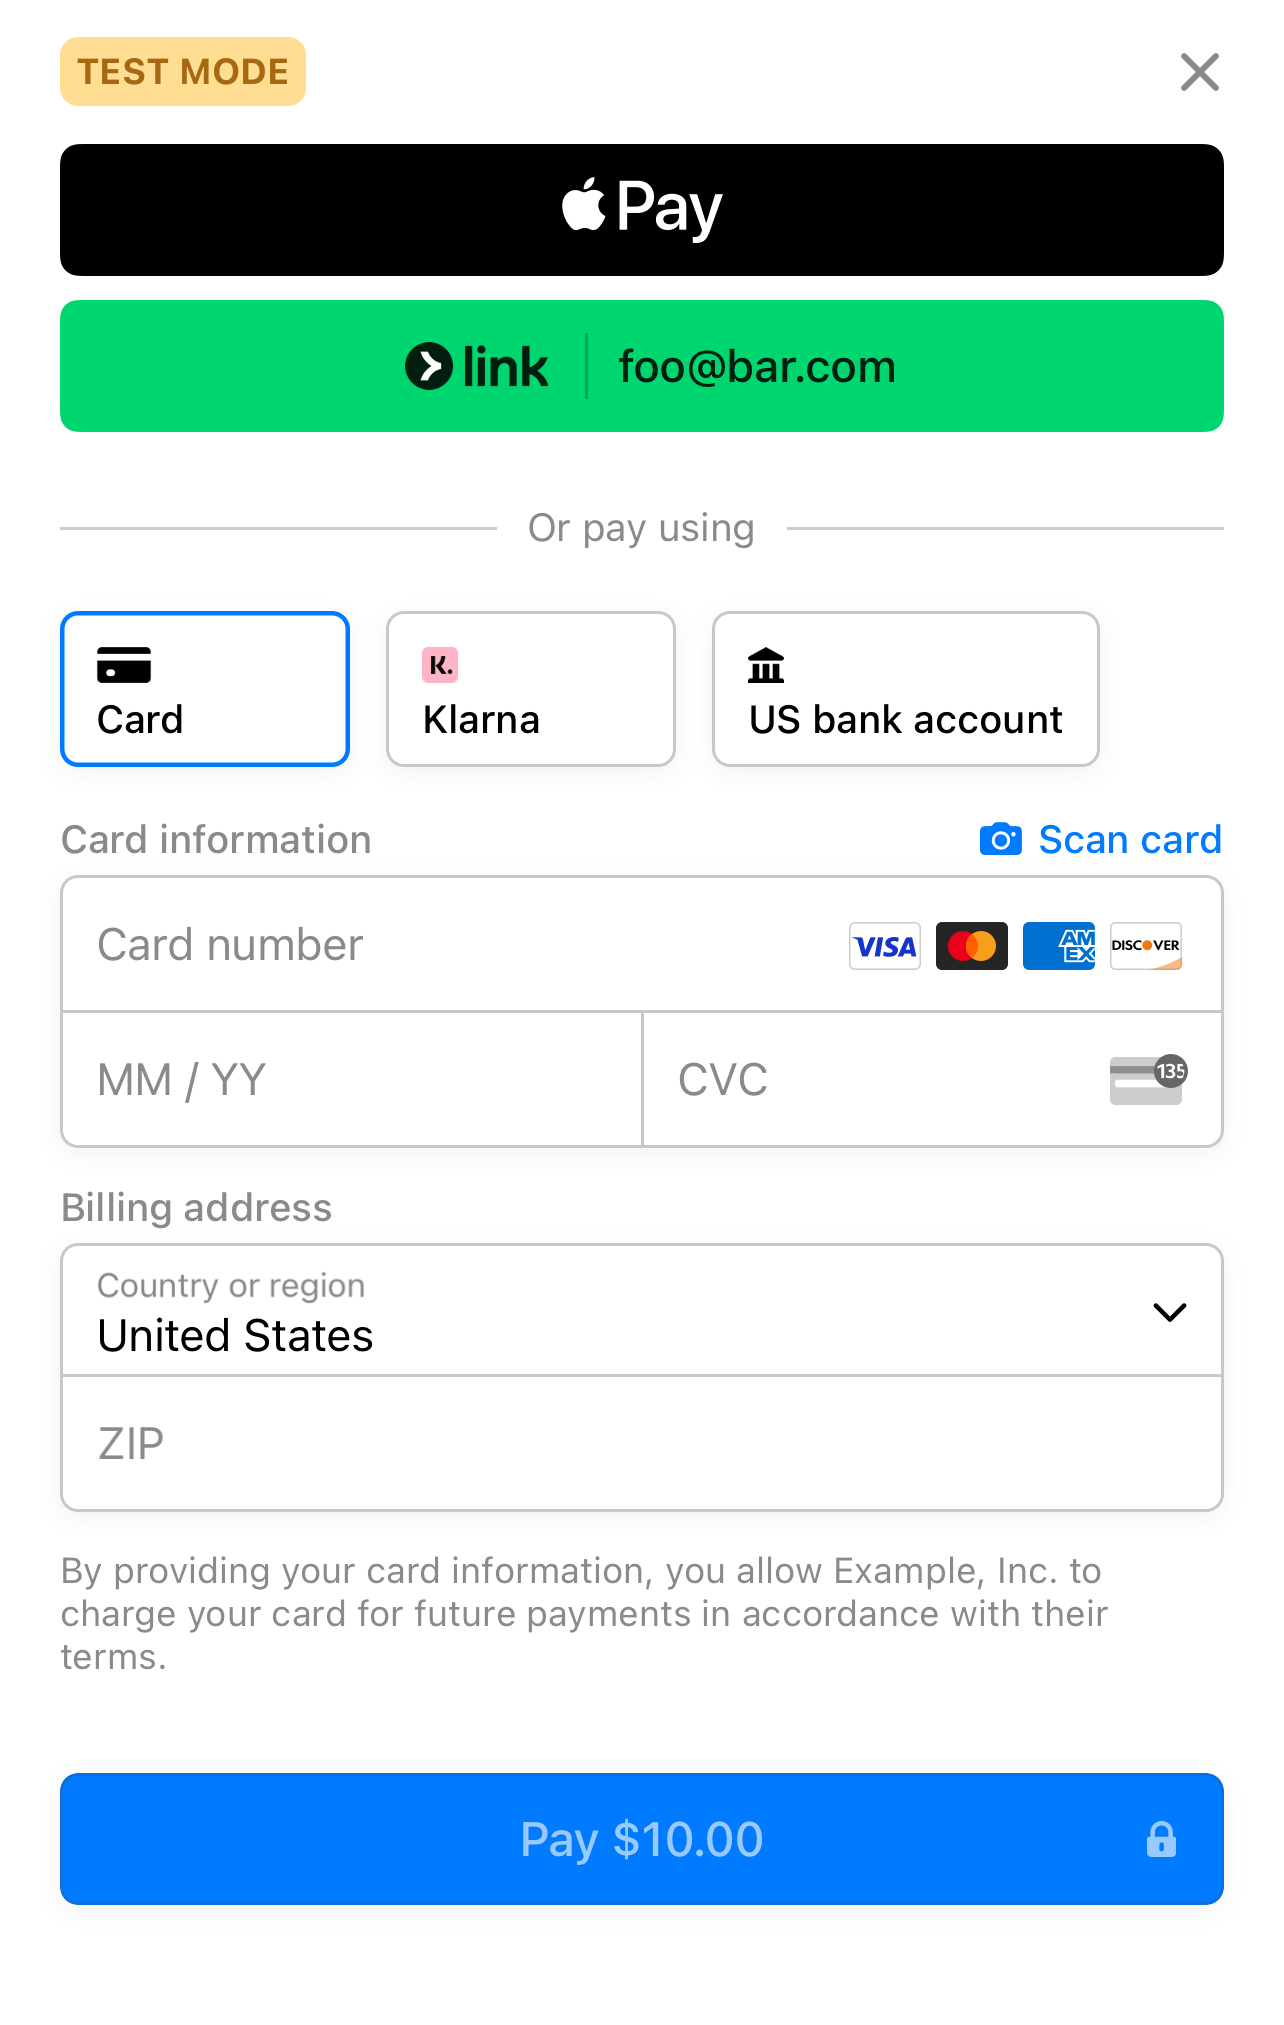 TEST MODE
Pay
link | foo@bar.com
Or pay using
Card
K.
Klarna
US bank account
Card information
Scan card
Card number
VISA
AMEX
DISCOVER
MM / YY
CVC
135
Billing address
Country or region
United States
ZIP
By providing your card information, you allow Example, Inc. to
charge your card for future payments in accordance with their
terms.
Pay $10.00